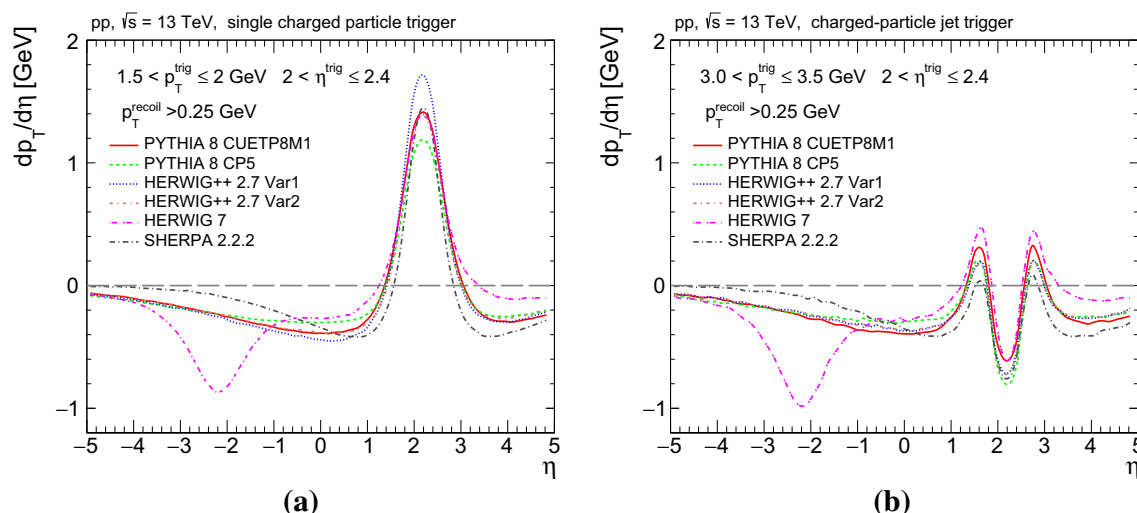 pp, √s = 13 TeV, single charged particle trigger
dp_T/dη [GeV]
2
1
0
−1
1.5 < p_T^trig ≤ 2 GeV 2 < η^trig ≤ 2.4
p_T^recoil >0.25 GeV
PYTHIA 8 CUETP8M1
PYTHIA 8 CP5
HERWIG++ 2.7 Var1
HERWIG++ 2.7 Var2
HERWIG 7
SHERPA 2.2.2
−5 −4 −3 −2 −1 0 1 2 3 4 5
η
(a)
pp, √s = 13 TeV, charged-particle jet trigger
dp_T/dη [GeV]
2
1
0
−1
3.0 < p_T^trig ≤ 3.5 GeV 2 < η^trig ≤ 2.4
p_T^recoil >0.25 GeV
PYTHIA 8 CUETP8M1
PYTHIA 8 CP5
HERWIG++ 2.7 Var1
HERWIG++ 2.7 Var2
HERWIG 7
SHERPA 2.2.2
−5 −4 −3 −2 −1 0 1 2 3 4 5
η
(b)